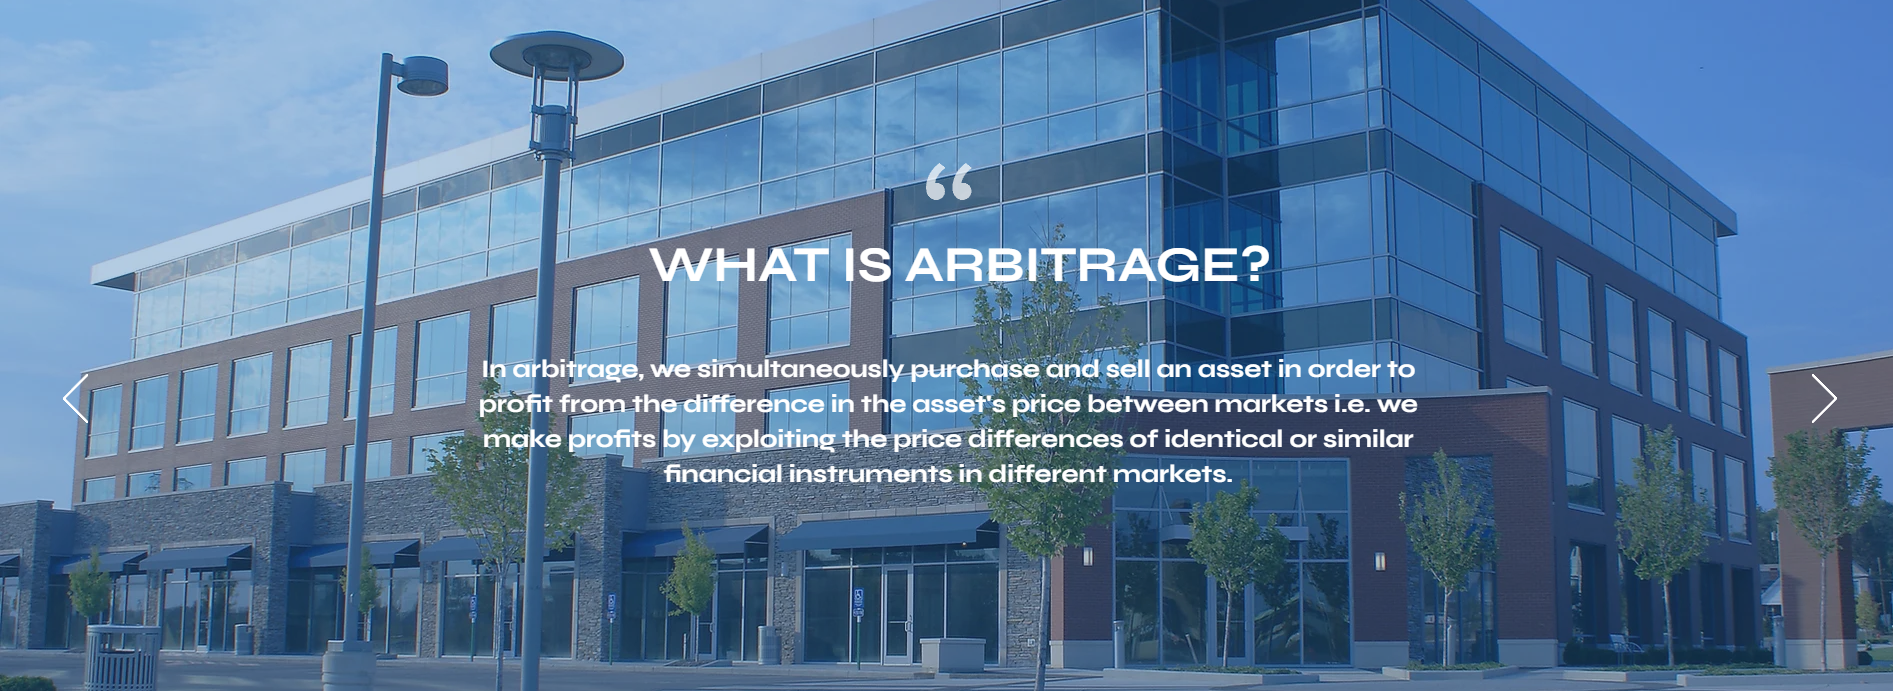 “
WHAT IS ARBITRAGE?
In arbitrage, we simultaneously purchase and sell an asset in order to
profit from the difference in the asset's price between markets i.e. we
make profits by exploiting the price differences of identical or similar
financial instruments in different markets.